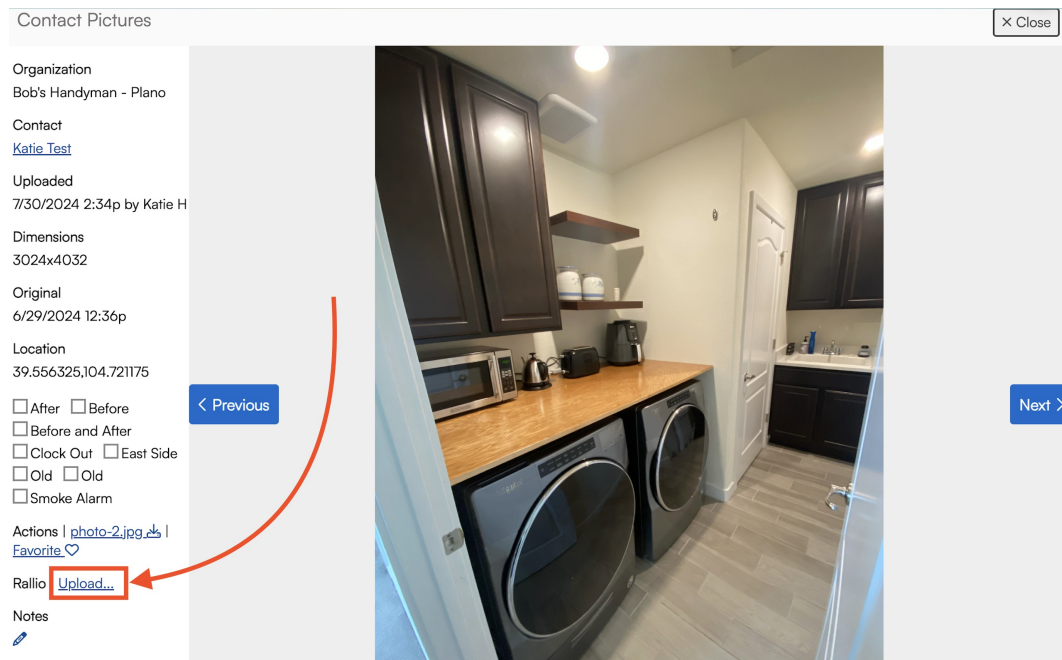 Contact Pictures
× Close
Organization
Bob's Handyman - Plano
Contact
Katie Test
Uploaded
7/30/2024 2:34p by Katie H
Dimensions
3024x4032
Original
6/29/2024 12:36p
Location
39.556325,104.721175
After Before
Before and After
Clock Out East Side
Old Old
Smoke Alarm
Actions | photo-2.jpg |
Favorite
Rallio Upload...
Notes
< Previous
Next >